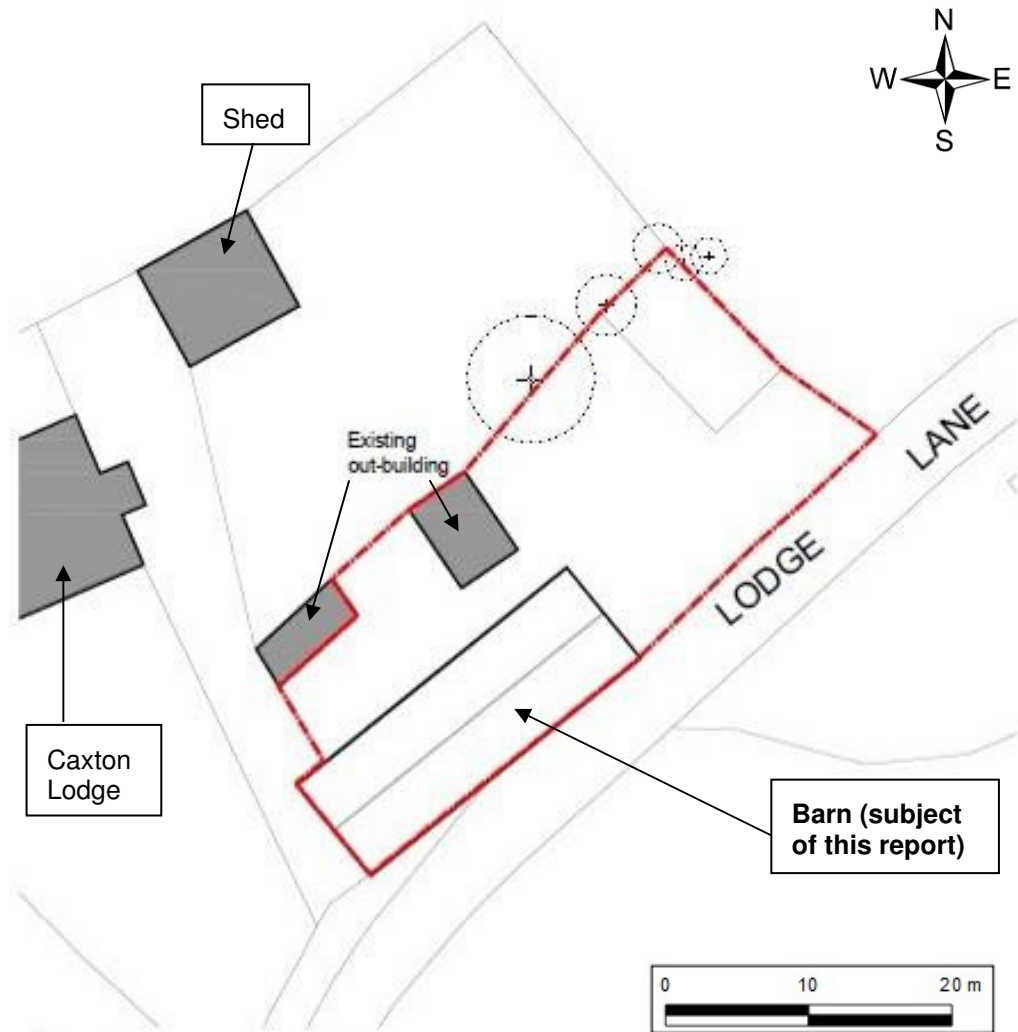 N
W E
S
Shed
Existing
out-building
LODGE LANE
Caxton
Lodge
Barn (subject
of this report)
0 10 20 m